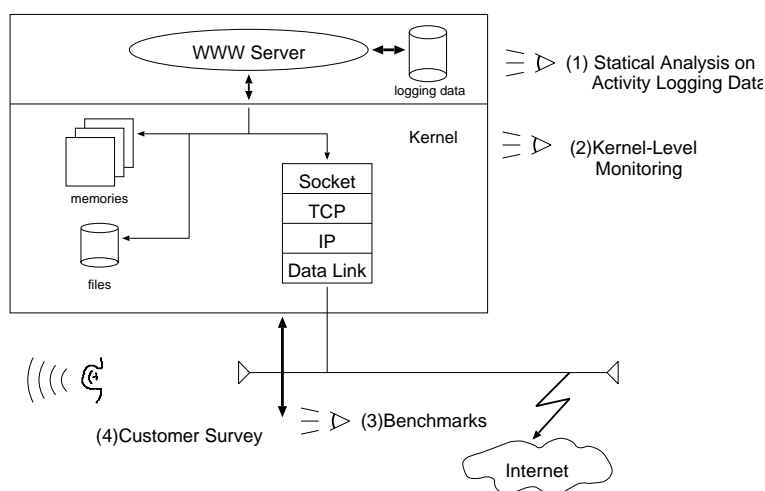 WWW Server
logging data
(1) Statical Analysis on
Activity Logging Data
Kernel
(2)Kernel-Level
Monitoring
memories
Socket
TCP
IP
Data Link
files
(3)Benchmarks
(4)Customer Survey
Internet